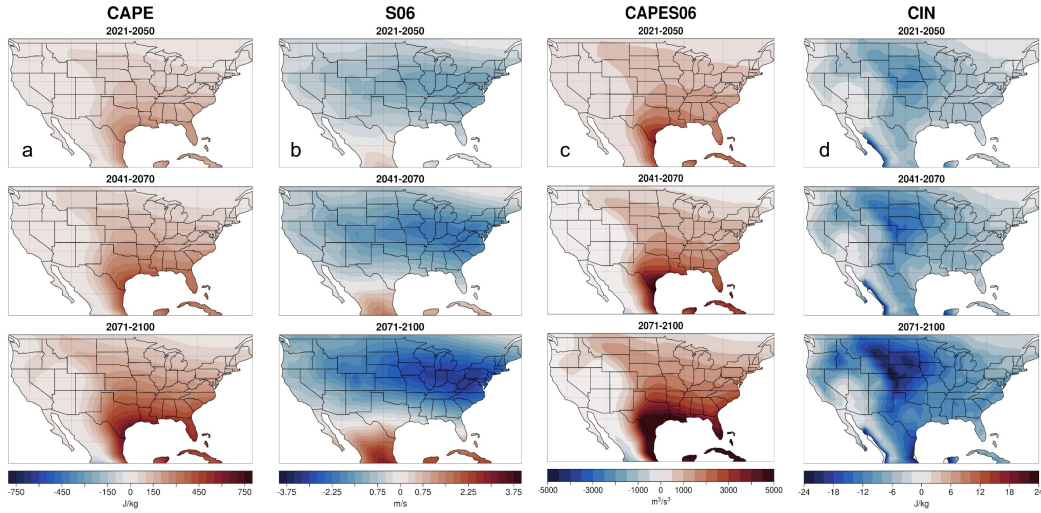 CAPE S06 CAPES06 CIN
2021-2050 2021-2050 2021-2050 2021-2050
a b c d
2041-2070 2041-2070 2041-2070 2041-2070
2071-2100 2071-2100 2071-2100 2071-2100
-750 -450 -150 0 150 450 750
J/kg
-3.75 -2.25 -0.75 0 0.75 2.25 3.75
m/s
-5000 -3000 -1000 0 1000 3000 5000
m³/s³
-24 -18 -12 -6 0 6 12 18 24
J/kg